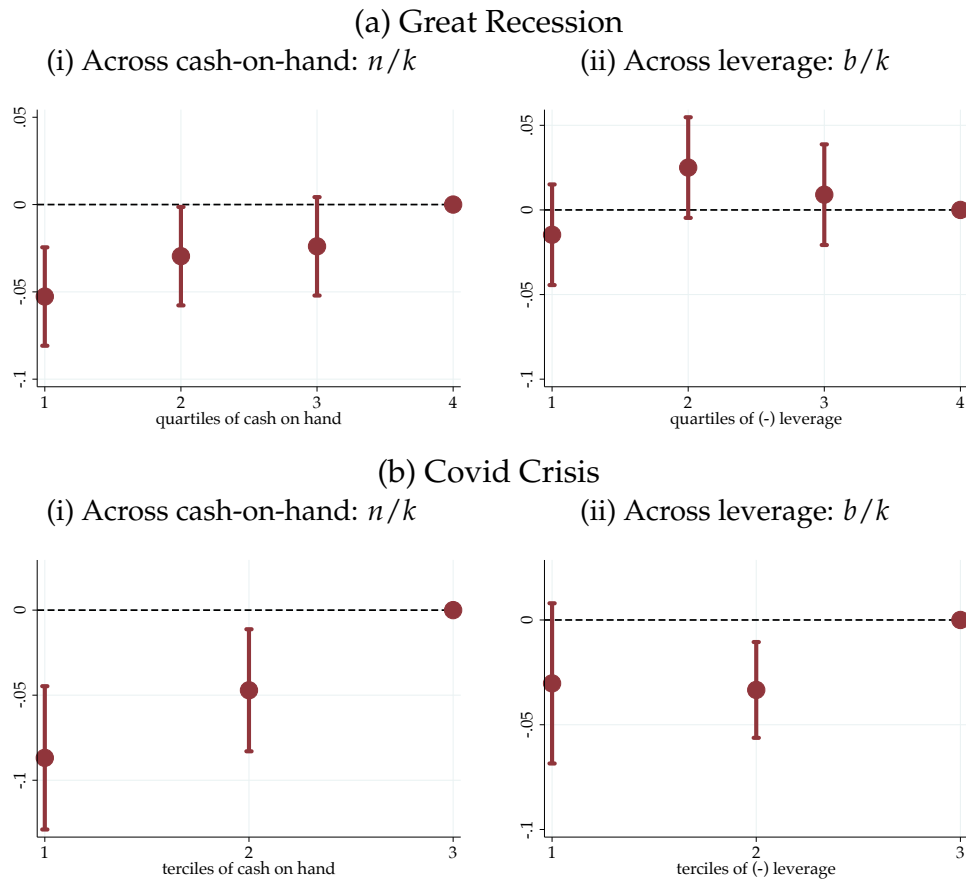 (a) Great Recession
(i) Across cash-on-hand: n/k
(ii) Across leverage: b/k
.05
0
-.05
-.1
1
2
3
4
quartiles of cash on hand
.05
0
-.05
-.1
1
2
3
4
quartiles of (-) leverage
(b) Covid Crisis
(i) Across cash-on-hand: n/k
(ii) Across leverage: b/k
0
-.05
-.1
1
2
3
terciles of cash on hand
0
-.05
-.1
1
2
3
terciles of (-) leverage